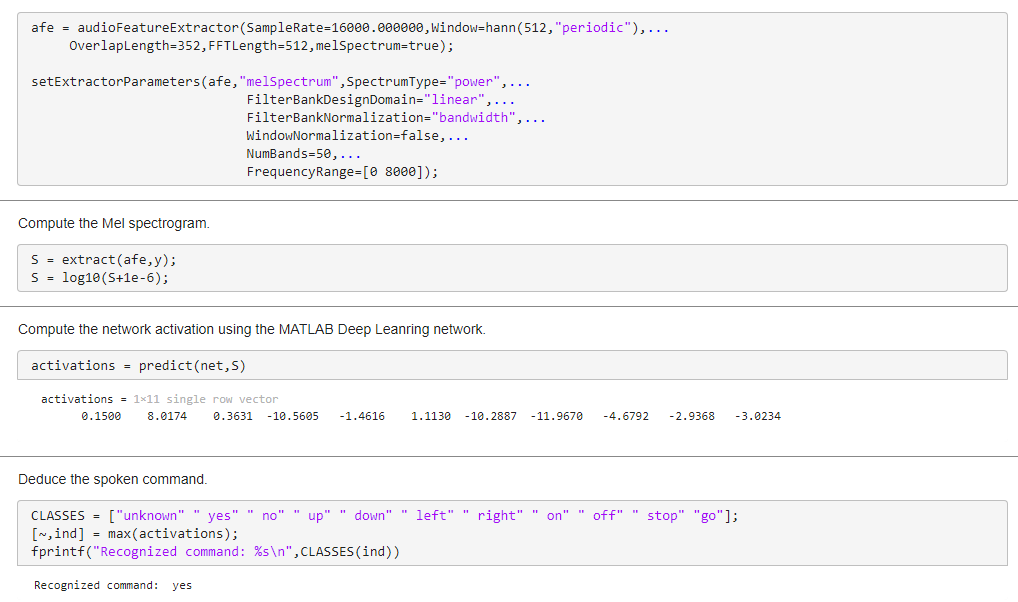 afe = audioFeatureExtractor(SampleRate=16000.000000,Window=hann(512,"periodic"),...
OverlapLength=352,FFTLength=512,melSpectrum=true);
setExtractorParameters(afe,"melSpectrum",SpectrumType="power",...
FilterBankDesignDomain="linear",...
FilterBankNormalization="bandwidth",...
WindowNormalization=false,...
NumBands=50,...
FrequencyRange=[0 8000]);
Compute the Mel spectrogram.
S = extract(afe,y);
S = log10(S+1e-6);
Compute the network activation using the MATLAB Deep Leanring network.
activations = predict(net,S)
activations = 1×11 single row vector
0.1500 8.0174 0.3631 -10.5605 -1.4616 1.1130 -10.2887 -11.9670 -4.6792 -2.9368 -3.0234
Deduce the spoken command.
CLASSES = ["unknown" " yes" " no" " up" " down" " left" " right" " on" " off" " stop" "go"];
[~,ind] = max(activations);
fprintf("Recognized command: %s\n",CLASSES(ind))
Recognized command:  yes